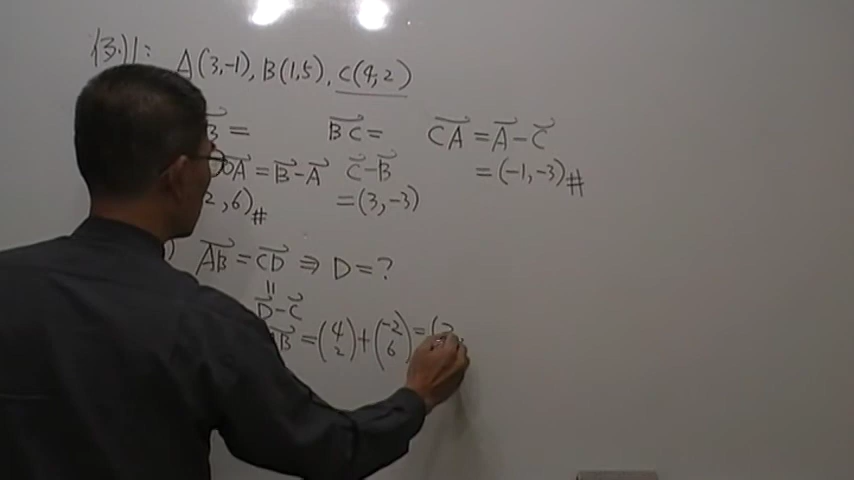 例1: A(3,-1), B(1,5), C(4,2)
B = BC = CA = A - C
OA = B - A C - B = (-1,-3)#
2,6)# = (3,-3)
) AB = CD ⇒ D = ?
||
D - C
B = (4 2) + (-2 6) = (2